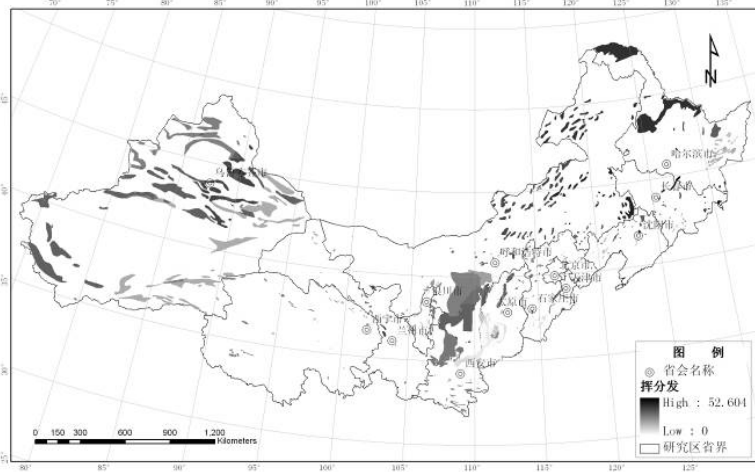 70° 75° 80° 85° 90° 95° 100° 105° 110° 115° 120° 125° 130° 135°
45°
40°
35°
30°
25°
N
哈尔滨市
长春市
沈阳市
呼和浩特市
北京市
天津市
石家庄市
太原市
银川市
西宁市
兰州市
西安市
图 例
省会名称
挥分发
High : 52.604
Low : 0
研究区省界
0 150 300 600 900 1,200
Kilometers
80° 85° 90° 95° 100° 105° 110° 115° 120° 125°